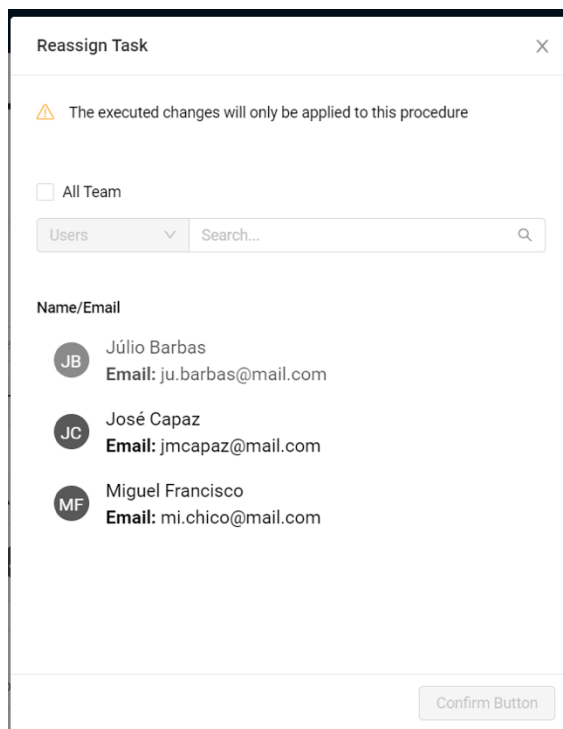 Reassign Task
The executed changes will only be applied to this procedure
All Team
Users Search...
Name/Email
JB Júlio Barbas
Email: ju.barbas@mail.com
JC José Capaz
Email: jmcapaz@mail.com
MF Miguel Francisco
Email: mi.chico@mail.com
Confirm Button